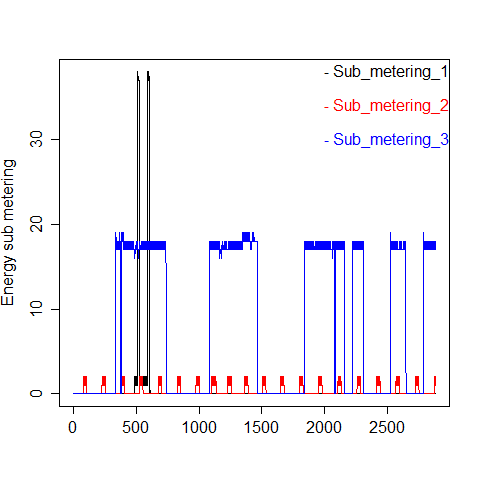 - Sub_metering_1
- Sub_metering_2
- Sub_metering_3
Energy sub metering
30
20
10
0
0 500 1000 1500 2000 2500